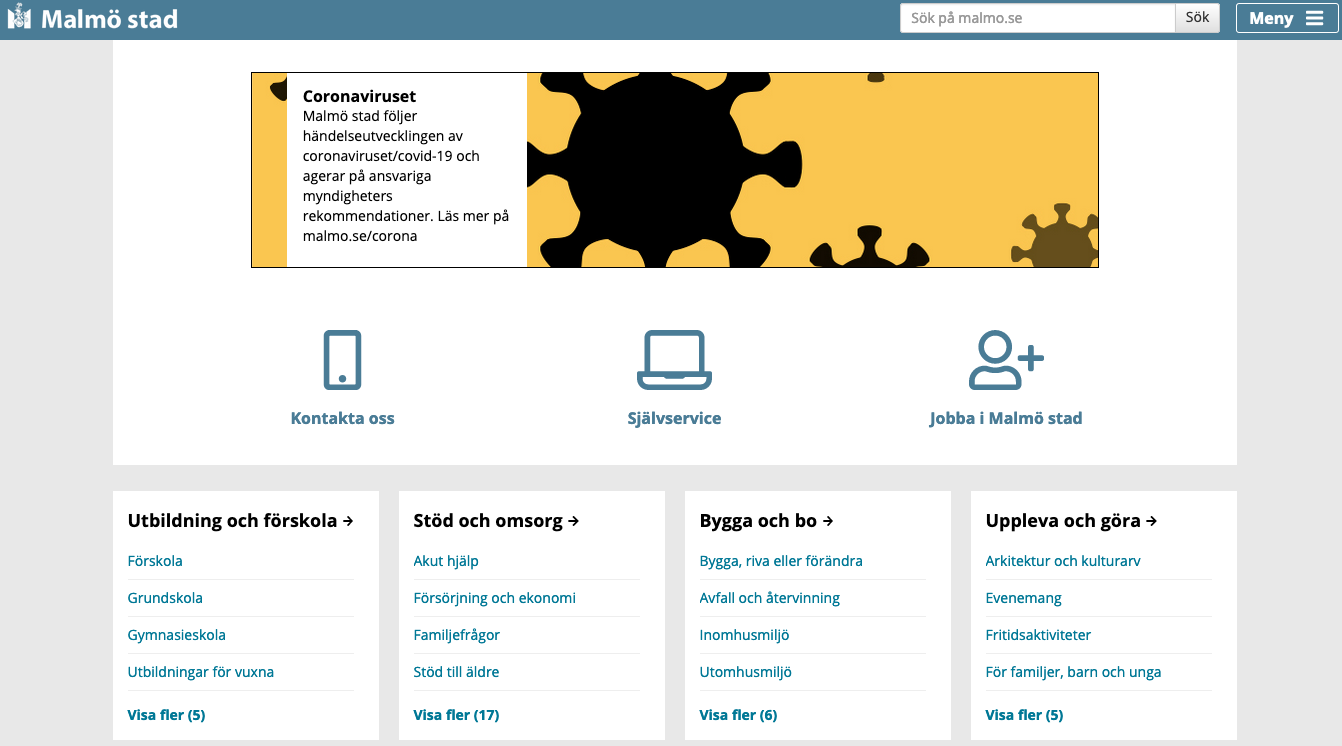 Malmö stad
Sök på malmo.se
Sök
Meny
Coronaviruset
Malmö stad följer
händelseutvecklingen av
coronaviruset/covid-19 och
agerar på ansvariga
myndigheters
rekommendationer. Läs mer på
malmo.se/corona
Kontakta oss
Självservice
Jobba i Malmö stad
Utbildning och förskola →
Förskola
Grundskola
Gymnasieskola
Utbildningar för vuxna
Visa fler (5)
Stöd och omsorg →
Akut hjälp
Försörjning och ekonomi
Familjefrågor
Stöd till äldre
Visa fler (17)
Bygga och bo →
Bygga, riva eller förändra
Avfall och återvinning
Inomhusmiljö
Utomhusmiljö
Visa fler (6)
Uppleva och göra →
Arkitektur och kulturarv
Evenemang
Fritidsaktiviteter
För familjer, barn och unga
Visa fler (5)